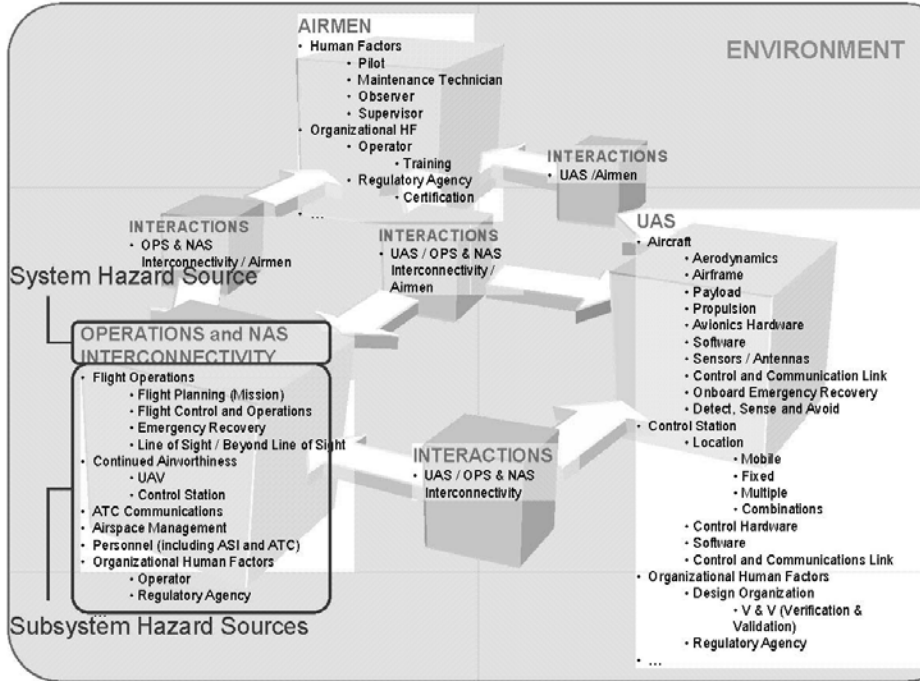 AIRMEN
• Human Factors
• Pilot
• Maintenance Technician
• Observer
• Supervisor
• Organizational HF
• Operator
• Training
• Regulatory Agency
• Certification
• ...
ENVIRONMENT
INTERACTIONS
• UAS /Airmen
INTERACTIONS
• OPS & NAS
Interconnectivity / Airmen
INTERACTIONS
• UAS / OPS & NAS
Interconnectivity /
Airmen
System Hazard Source
OPERATIONS and NAS
INTERCONNECTIVITY
• Flight Operations
• Flight Planning (Mission)
• Flight Control and Operations
• Emergency Recovery
• Line of Sight / Beyond Line of Sight
• Continued Airworthiness
• UAV
• Control Station
• ATC Communications
• Airspace Management
• Personnel (including ASI and ATC)
• Organizational Human Factors
• Operator
• Regulatory Agency
...
Subsystem Hazard Sources
INTERACTIONS
• UAS / OPS & NAS
Interconnectivity
UAS
• Aircraft
• Aerodynamics
• Airframe
• Payload
• Propulsion
• Avionics Hardware
• Software
• Sensors / Antennas
• Control and Communication Link
• Onboard Emergency Recovery
• Detect, Sense and Avoid
• Control Station
• Location
• Mobile
• Fixed
• Multiple
• Combinations
• Control Hardware
• Software
• Control and Communications Link
• Organizational Human Factors
• Design Organization
• V & V (Verification &
Validation)
• Regulatory Agency
• ...